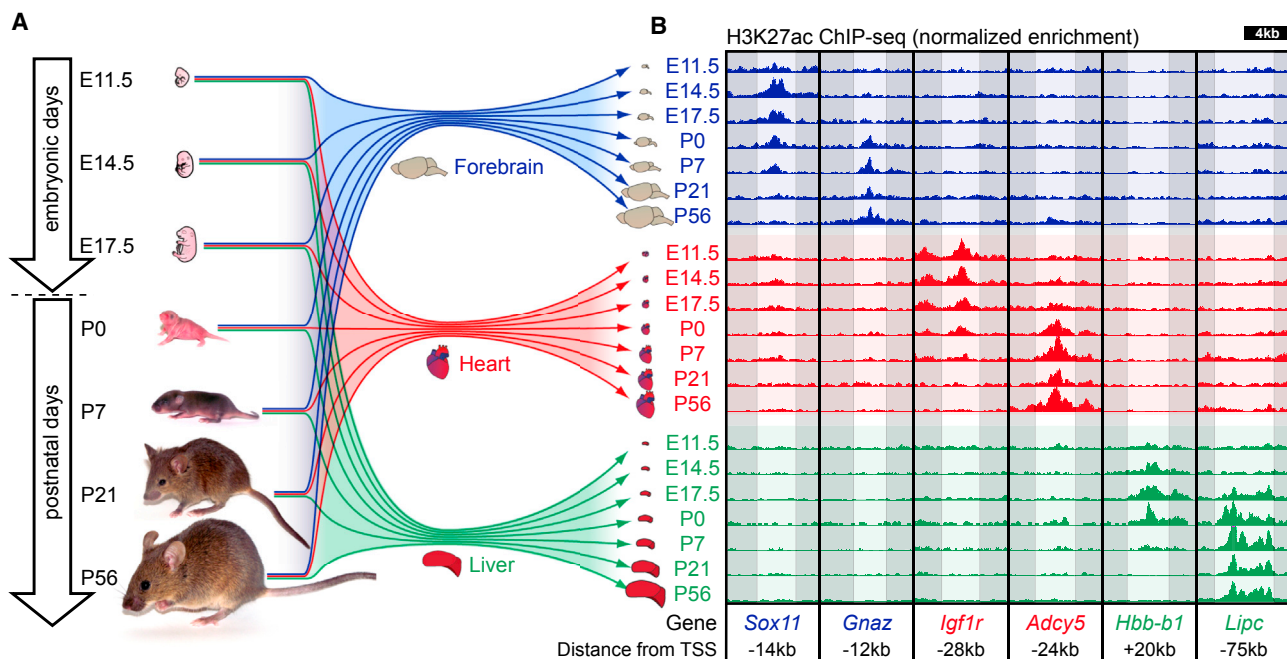 A
embryonic days
postnatal days
E11.5
E14.5
E17.5
P0
P7
P21
P56
Forebrain
Heart
Liver
B
H3K27ac ChIP-seq (normalized enrichment)
4kb
E11.5
E14.5
E17.5
P0
P7
P21
P56
E11.5
E14.5
E17.5
P0
P7
P21
P56
E11.5
E14.5
E17.5
P0
P7
P21
P56
Gene Sox11 Gnaz Igf1r Adcy5 Hbb-b1 Lipc
Distance from TSS -14kb -12kb -28kb -24kb +20kb -75kb